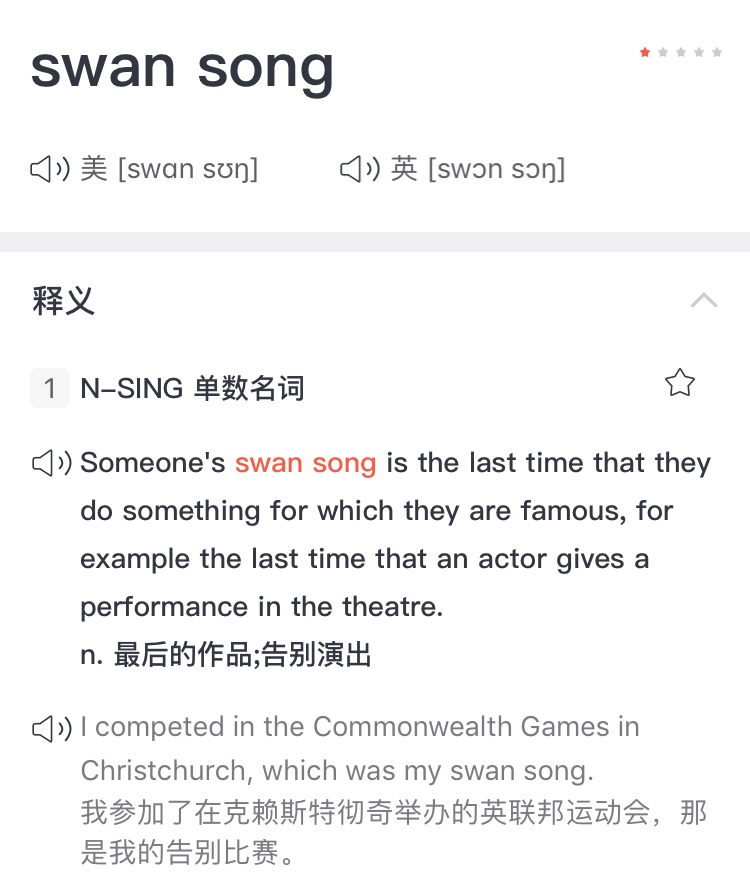 swan song
美 [swɑn sʊŋ] 英 [swɔn sɔŋ]
释义
1 N–SING 单数名词
Someone's swan song is the last time that they
do something for which they are famous, for
example the last time that an actor gives a
performance in the theatre.
n. 最后的作品;告别演出
I competed in the Commonwealth Games in
Christchurch, which was my swan song.
我参加了在克赖斯特彻奇举办的英联邦运动会，那
是我的告别比赛。